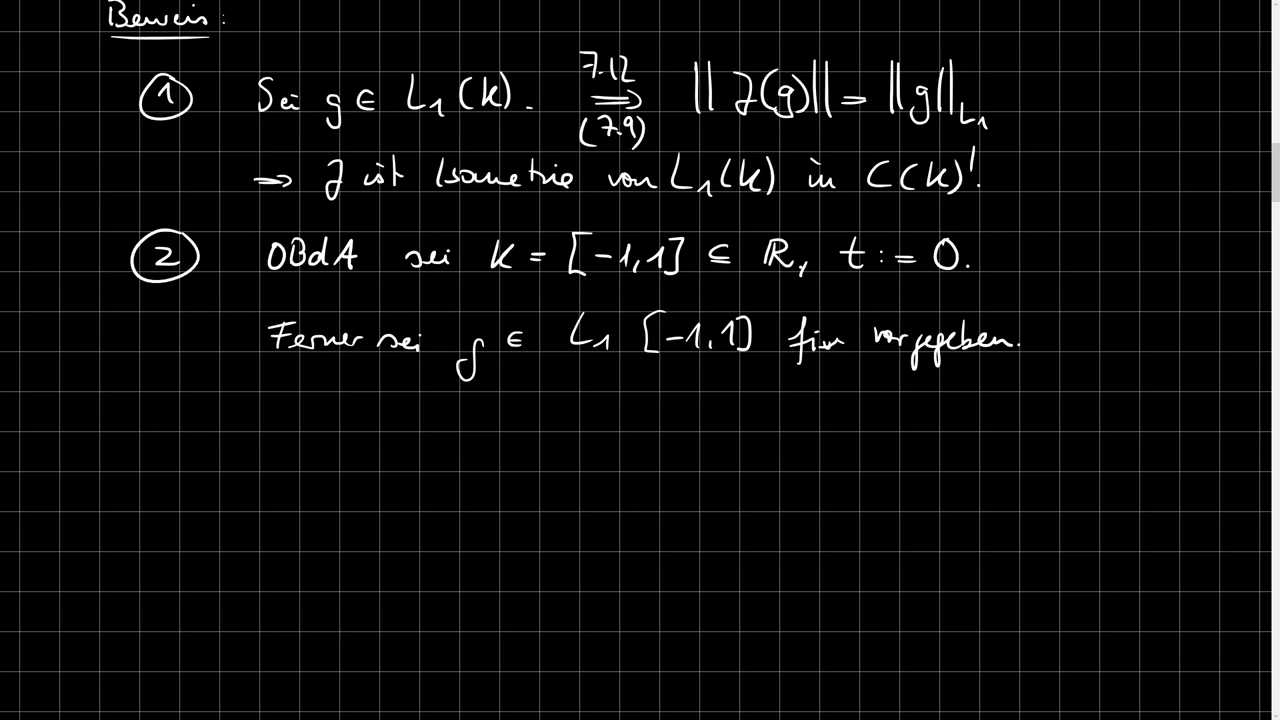 Beweis:
7.12
① Sei g ∈ L₁(K). ⟹ ||J(g)|| = ||g||_L₁
(7.9)
⟹ J ist Isometrie von L₁(K) in C(K)'.
② OBdA sei K = [-1,1] ⊆ ℝ, t := 0.
Ferner sei g ∈ L₁ [-1,1] fix vorgegeben.